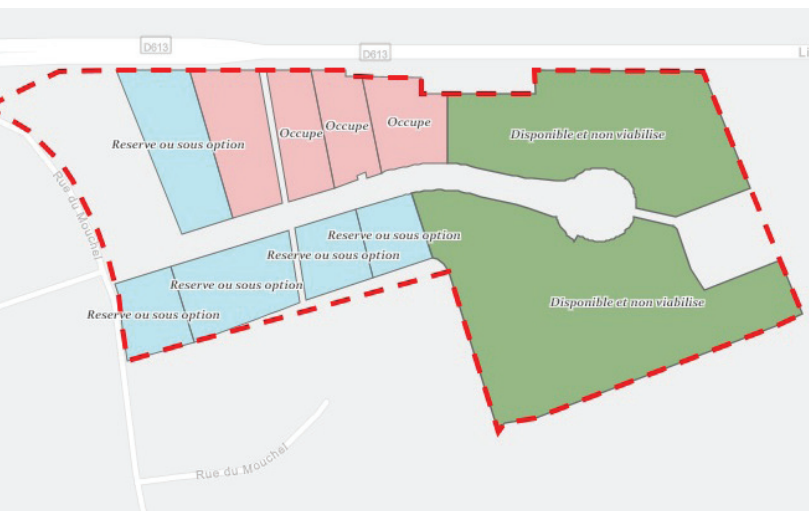 D613
D613
Li
Occupe
Occupe
Occupe
Disponible et non viabilise
Reserve ou sous option
Rue du Mouchel
Reserve ou sous option
Reserve ou sous option
Reserve ou sous option
Disponible et non viabilise
Reserve ou sous option
Rue du Mouchel